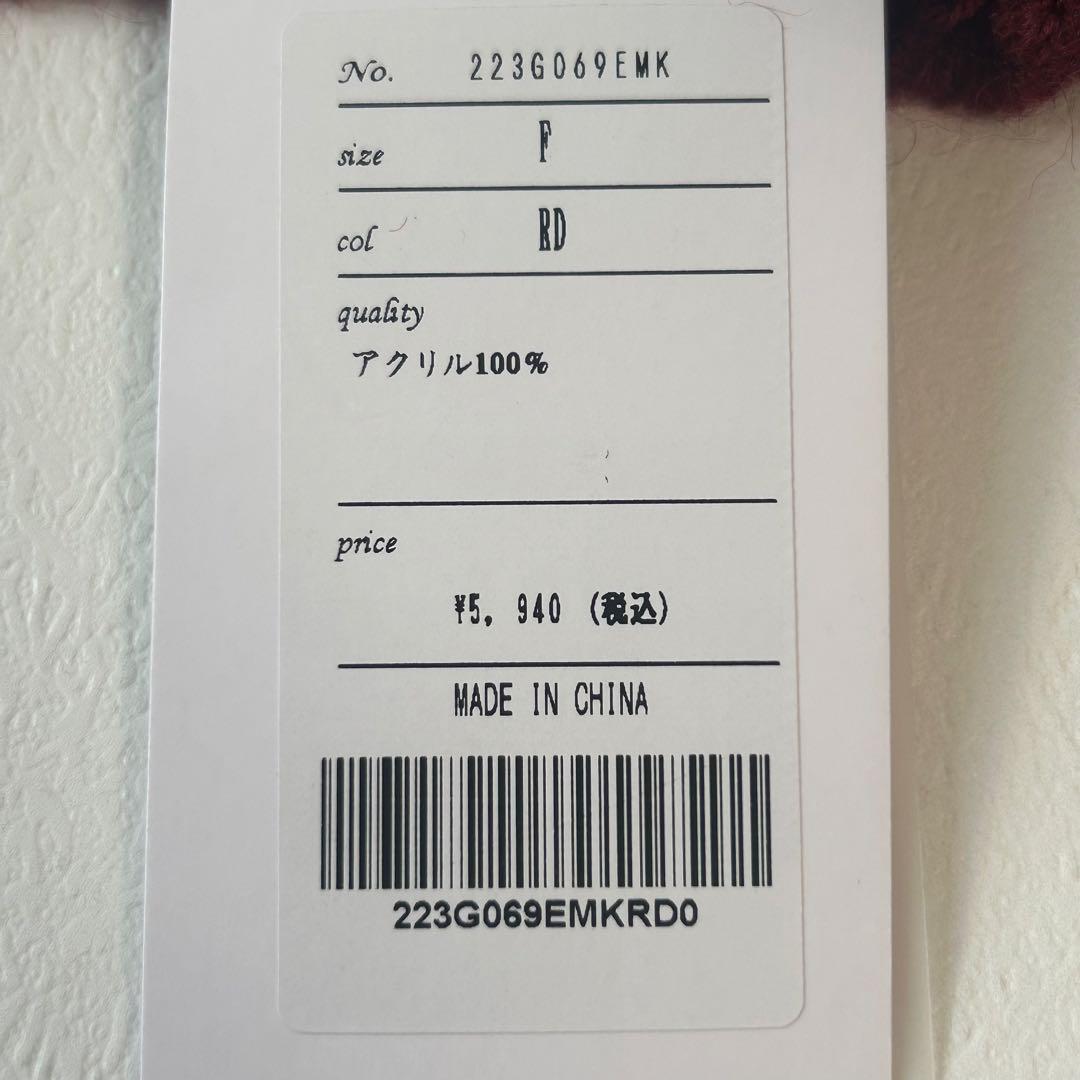 No. 223G069EMK
size F
col RD
quality
アクリル100%
price
¥5,940 (税込)
MADE IN CHINA
223G069EMKRD0